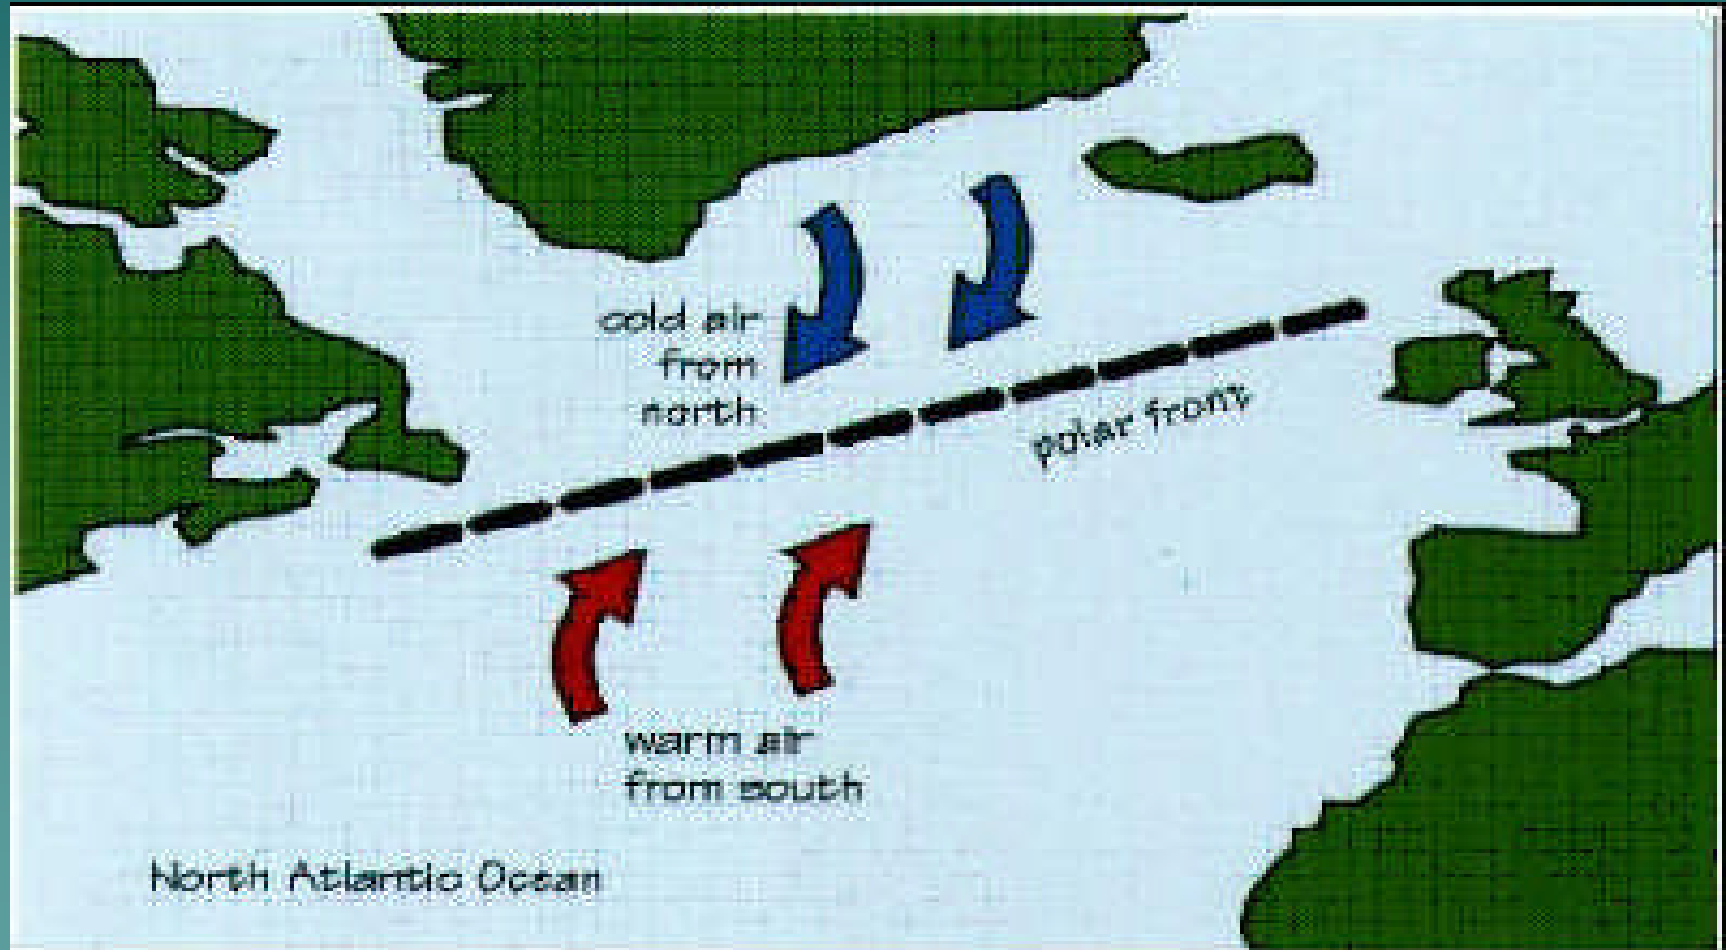 cold air
from
north
polar front
warm air
from south
North Atlantic Ocean